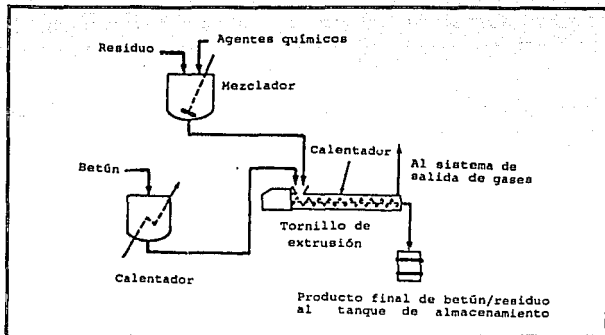 Agentes químicos
Residuo
Mezclador
Calentador
Al sistema de
salida de gases
Betún
Tornillo de
extrusión
Calentador
Producto final de betún/residuo
al tanque de almacenamiento